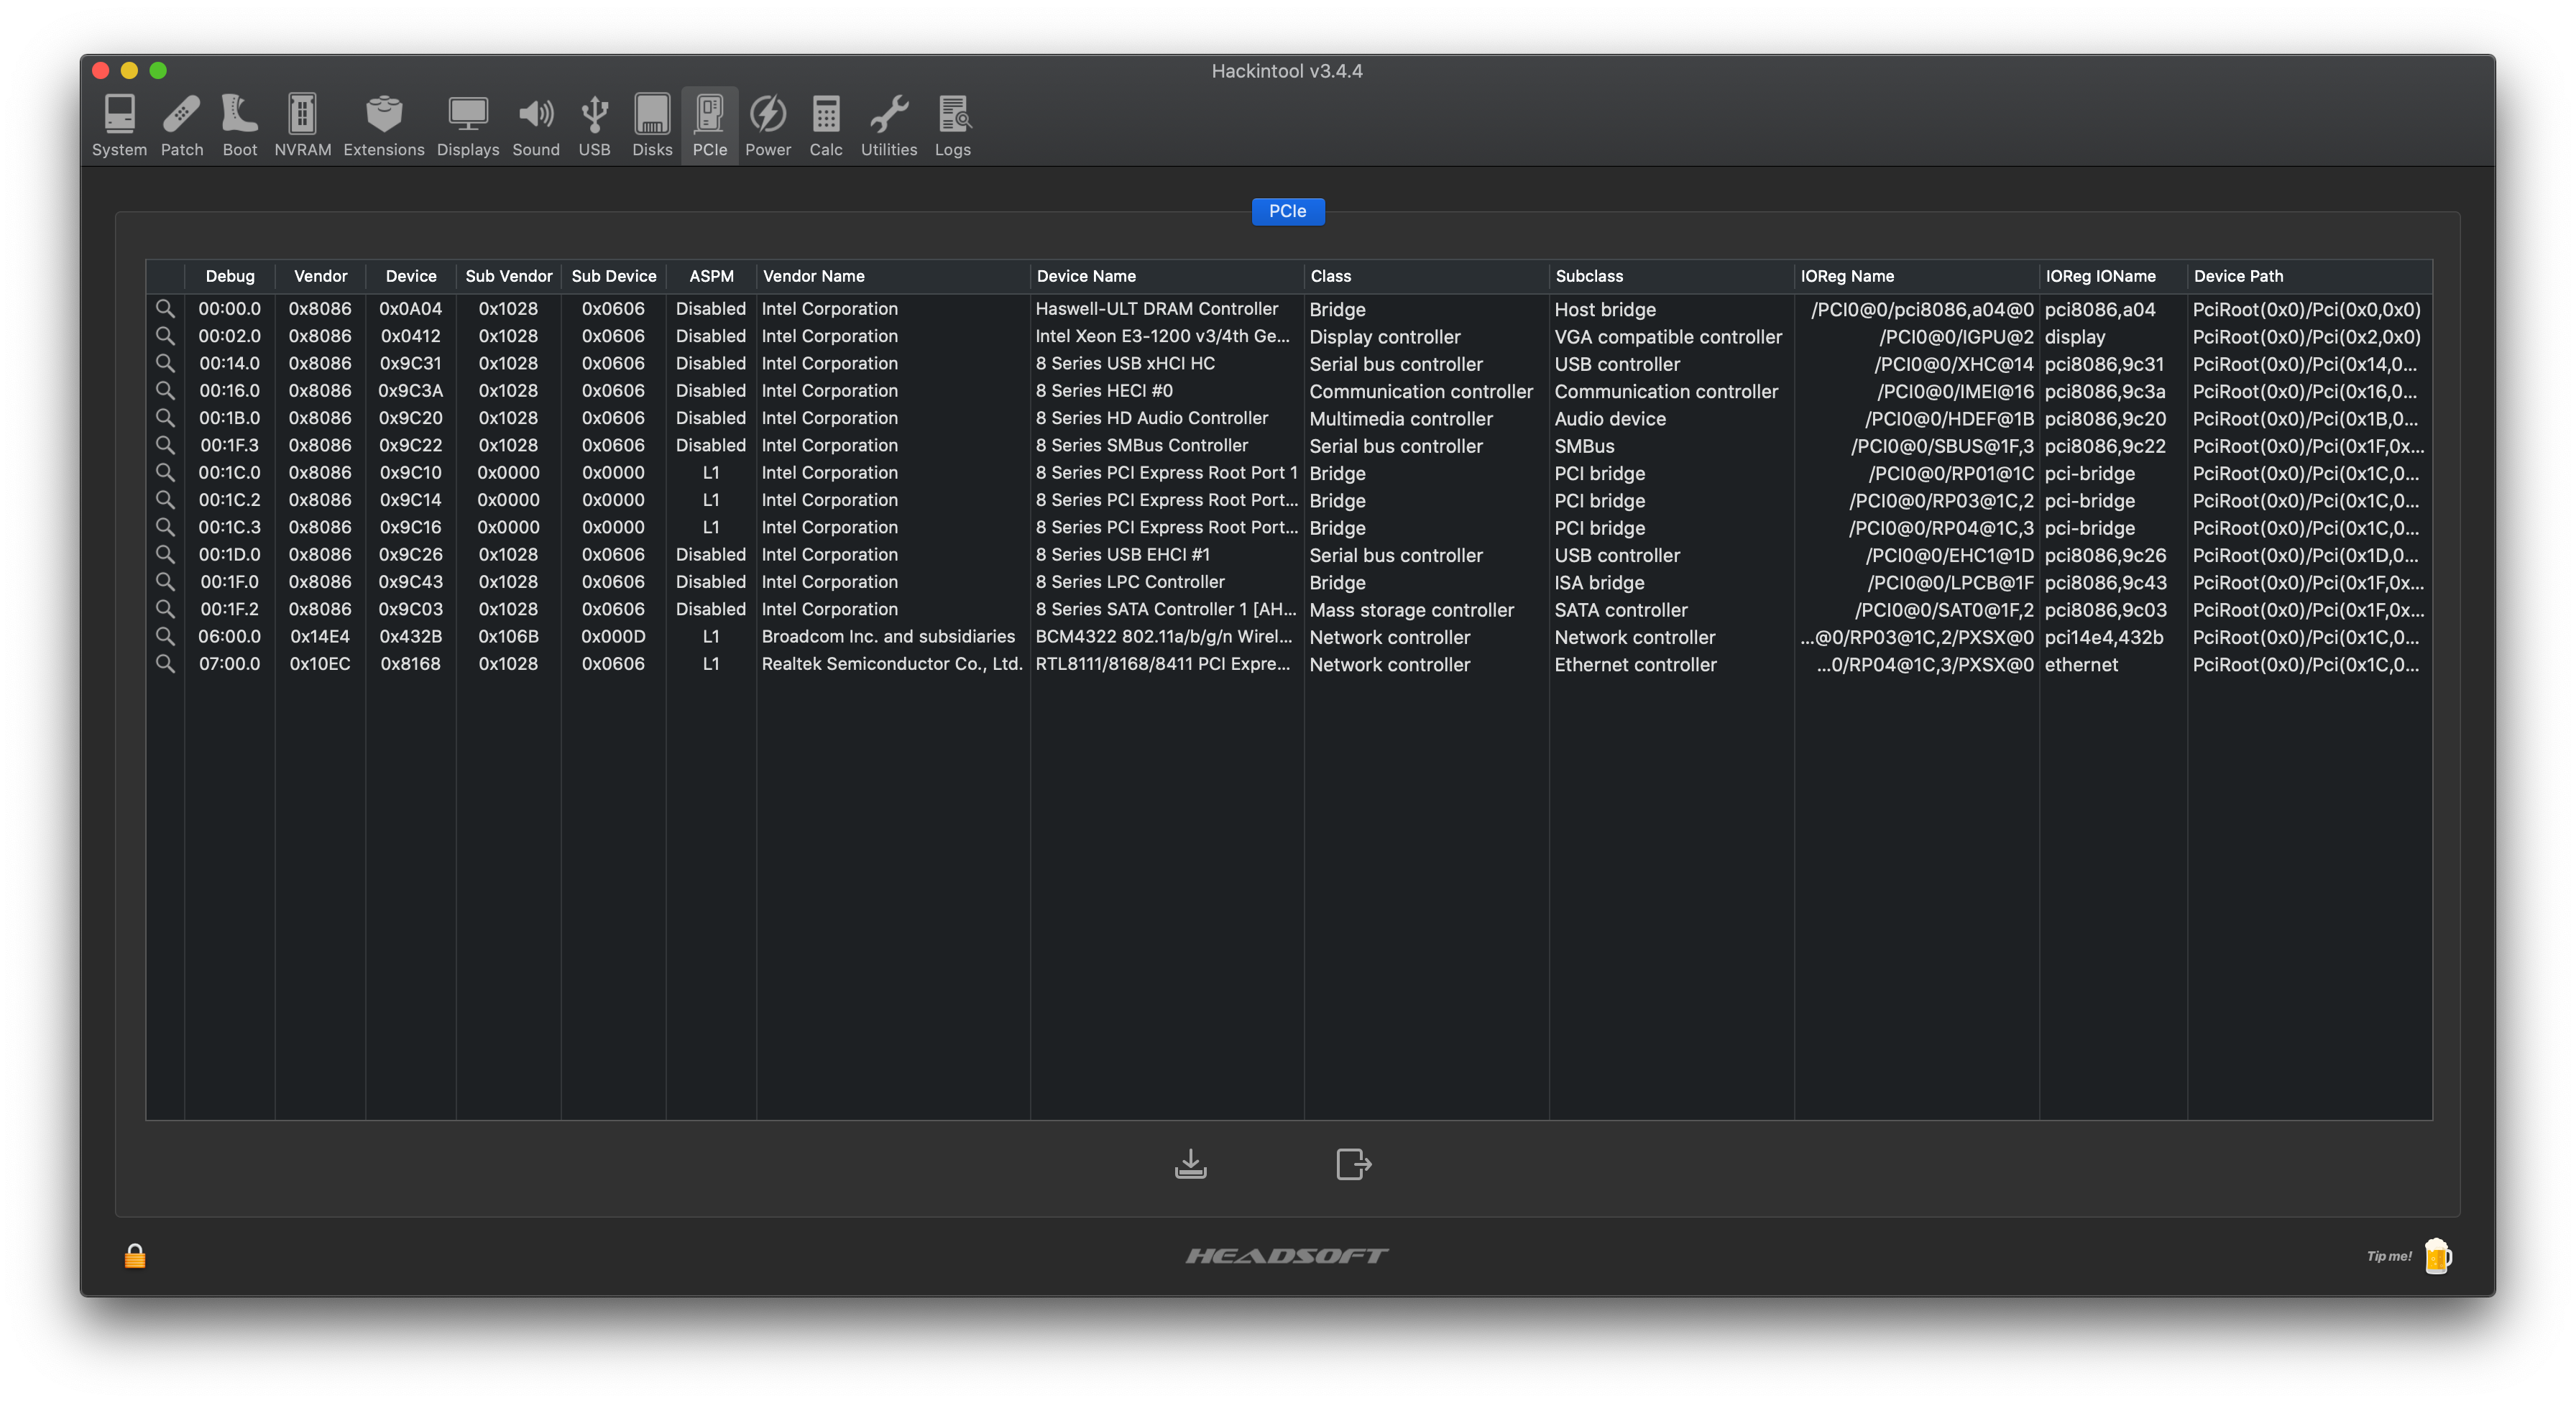 Hackintool v3.4.4
System Patch Boot NVRAM Extensions Displays Sound USB Disks PCIe Power Calc Utilities Logs
PCIe
Debug Vendor Device Sub Vendor Sub Device ASPM Vendor Name Device Name Class Subclass IOReg Name IOReg IOName Device Path
00:00.0 0x8086 0x0A04 0x1028 0x0606 Disabled Intel Corporation Haswell-ULT DRAM Controller Bridge Host bridge /PCI0@0/pci8086,a04@0 pci8086,a04 PciRoot(0x0)/Pci(0x0,0x0)
00:02.0 0x8086 0x0412 0x1028 0x0606 Disabled Intel Corporation Intel Xeon E3-1200 v3/4th Ge... Display controller VGA compatible controller /PCI0@0/IGPU@2 display PciRoot(0x0)/Pci(0x2,0x0)
00:14.0 0x8086 0x9C31 0x1028 0x0606 Disabled Intel Corporation 8 Series USB xHCI HC Serial bus controller USB controller /PCI0@0/XHC@14 pci8086,9c31 PciRoot(0x0)/Pci(0x14,0...
00:16.0 0x8086 0x9C3A 0x1028 0x0606 Disabled Intel Corporation 8 Series HECI #0 Communication controller Communication controller /PCI0@0/IMEI@16 pci8086,9c3a PciRoot(0x0)/Pci(0x16,0...
00:1B.0 0x8086 0x9C20 0x1028 0x0606 Disabled Intel Corporation 8 Series HD Audio Controller Multimedia controller Audio device /PCI0@0/HDEF@1B pci8086,9c20 PciRoot(0x0)/Pci(0x1B,0...
00:1F.3 0x8086 0x9C22 0x1028 0x0606 Disabled Intel Corporation 8 Series SMBus Controller Serial bus controller SMBus /PCI0@0/SBUS@1F,3 pci8086,9c22 PciRoot(0x0)/Pci(0x1F,0x...
00:1C.0 0x8086 0x9C10 0x0000 0x0000 L1 Intel Corporation 8 Series PCI Express Root Port 1 Bridge PCI bridge /PCI0@0/RP01@1C pci-bridge PciRoot(0x0)/Pci(0x1C,0...
00:1C.2 0x8086 0x9C14 0x0000 0x0000 L1 Intel Corporation 8 Series PCI Express Root Port... Bridge PCI bridge /PCI0@0/RP03@1C,2 pci-bridge PciRoot(0x0)/Pci(0x1C,0...
00:1C.3 0x8086 0x9C16 0x0000 0x0000 L1 Intel Corporation 8 Series PCI Express Root Port... Bridge PCI bridge /PCI0@0/RP04@1C,3 pci-bridge PciRoot(0x0)/Pci(0x1C,0...
00:1D.0 0x8086 0x9C26 0x1028 0x0606 Disabled Intel Corporation 8 Series USB EHCI #1 Serial bus controller USB controller /PCI0@0/EHC1@1D pci8086,9c26 PciRoot(0x0)/Pci(0x1D,0...
00:1F.0 0x8086 0x9C43 0x1028 0x0606 Disabled Intel Corporation 8 Series LPC Controller Bridge ISA bridge /PCI0@0/LPCB@1F pci8086,9c43 PciRoot(0x0)/Pci(0x1F,0x...
00:1F.2 0x8086 0x9C03 0x1028 0x0606 Disabled Intel Corporation 8 Series SATA Controller 1 [AH... Mass storage controller SATA controller /PCI0@0/SAT0@1F,2 pci8086,9c03 PciRoot(0x0)/Pci(0x1F,0x...
06:00.0 0x14E4 0x432B 0x106B 0x000D L1 Broadcom Inc. and subsidiaries BCM4322 802.11a/b/g/n Wirel... Network controller Network controller ...@0/RP03@1C,2/PXSX@0 pci14e4,432b PciRoot(0x0)/Pci(0x1C,0...
07:00.0 0x10EC 0x8168 0x1028 0x0606 L1 Realtek Semiconductor Co., Ltd. RTL8111/8168/8411 PCI Expre... Network controller Ethernet controller ...0/RP04@1C,3/PXSX@0 ethernet PciRoot(0x0)/Pci(0x1C,0...
HEADSOFT
Tip me!